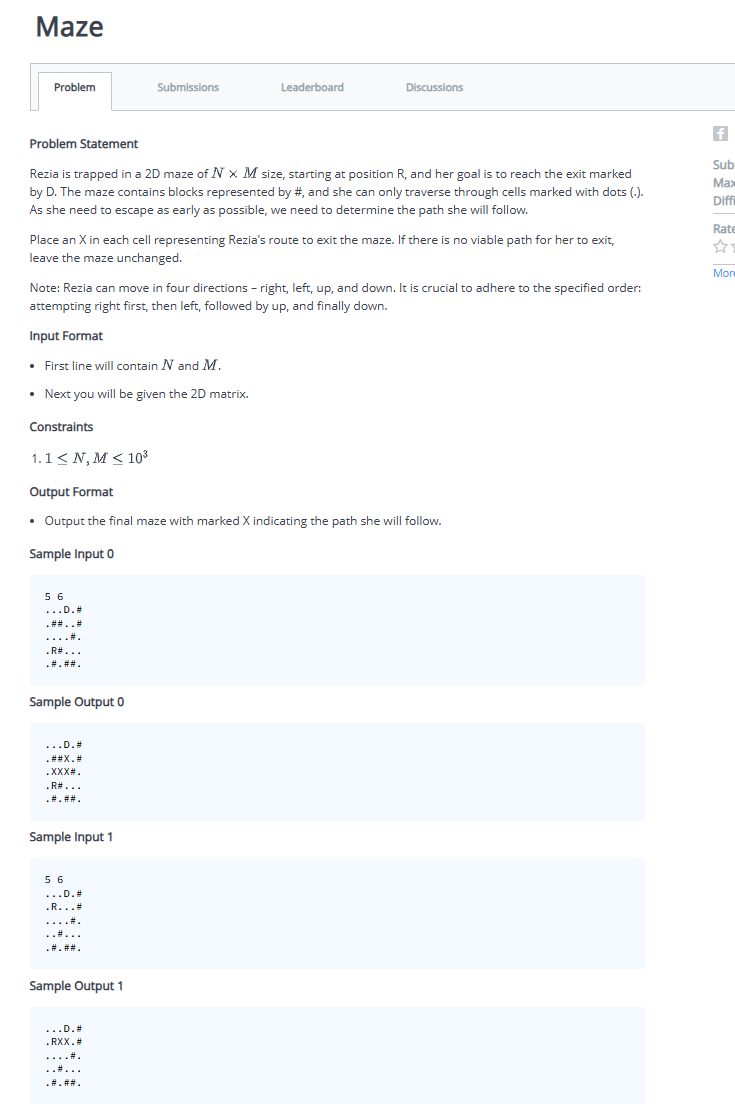 Maze
Problem
Submissions
Leaderboard
Discussions
Problem Statement
Rezia is trapped in a 2D maze of N × M size, starting at position R, and her goal is to reach the exit marked
by D. The maze contains blocks represented by #, and she can only traverse through cells marked with dots (.).
As she need to escape as early as possible, we need to determine the path she will follow.
Place an X in each cell representing Rezia's route to exit the maze. If there is no viable path for her to exit,
leave the maze unchanged.
Note: Rezia can move in four directions – right, left, up, and down. It is crucial to adhere to the specified order:
attempting right first, then left, followed by up, and finally down.
Input Format
• First line will contain N and M.
• Next you will be given the 2D matrix.
Constraints
1. 1 ≤ N, M ≤ 10³
Output Format
• Output the final maze with marked X indicating the path she will follow.
Sample Input 0
5 6
...D.#
.##..#
....#.
.R#...
.#.##.
Sample Output 0
...D.#
.##X.#
.XXX#.
.R#...
.#.##.
Sample Input 1
5 6
...D.#
.R...#
....#.
..#...
.#.##.
Sample Output 1
...D.#
.RXX.#
....#.
..#...
.#.##.
f
Sub
Max
Diffi
Rate
More